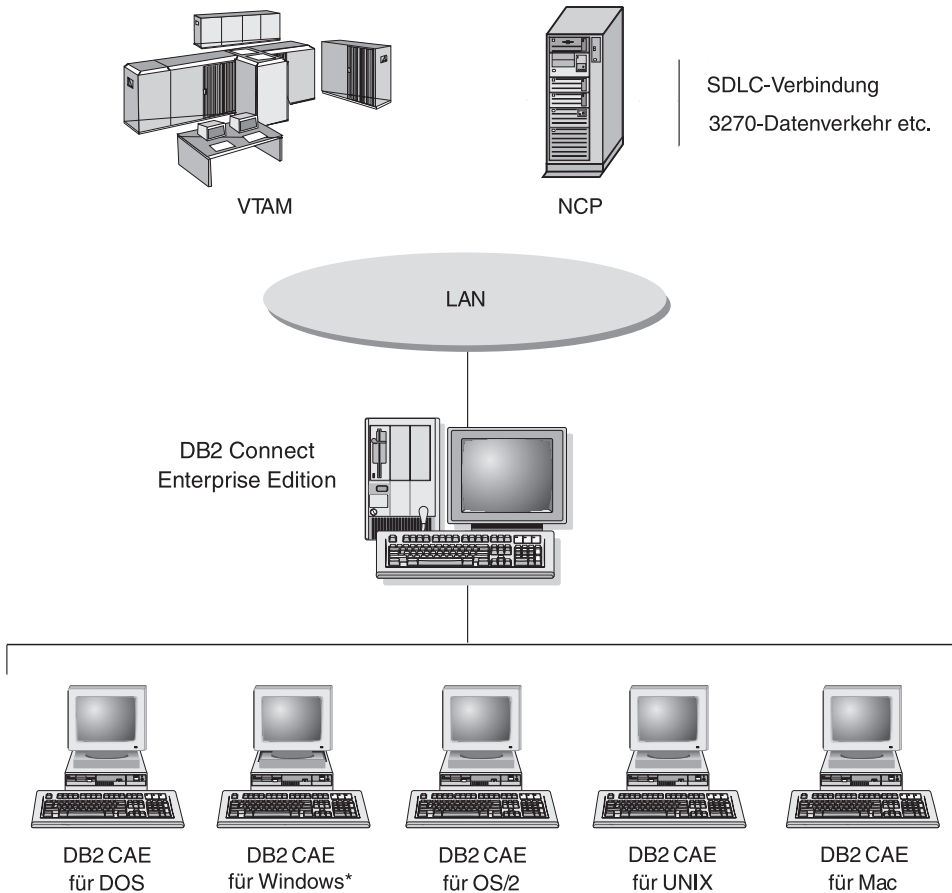 SDLC-Verbindung
3270-Datenverkehr etc.
VTAM
NCP
LAN
DB2 Connect
Enterprise Edition
DB2 CAE
für DOS
DB2 CAE
für Windows*
DB2 CAE
für OS/2
DB2 CAE
für UNIX
DB2 CAE
für Mac